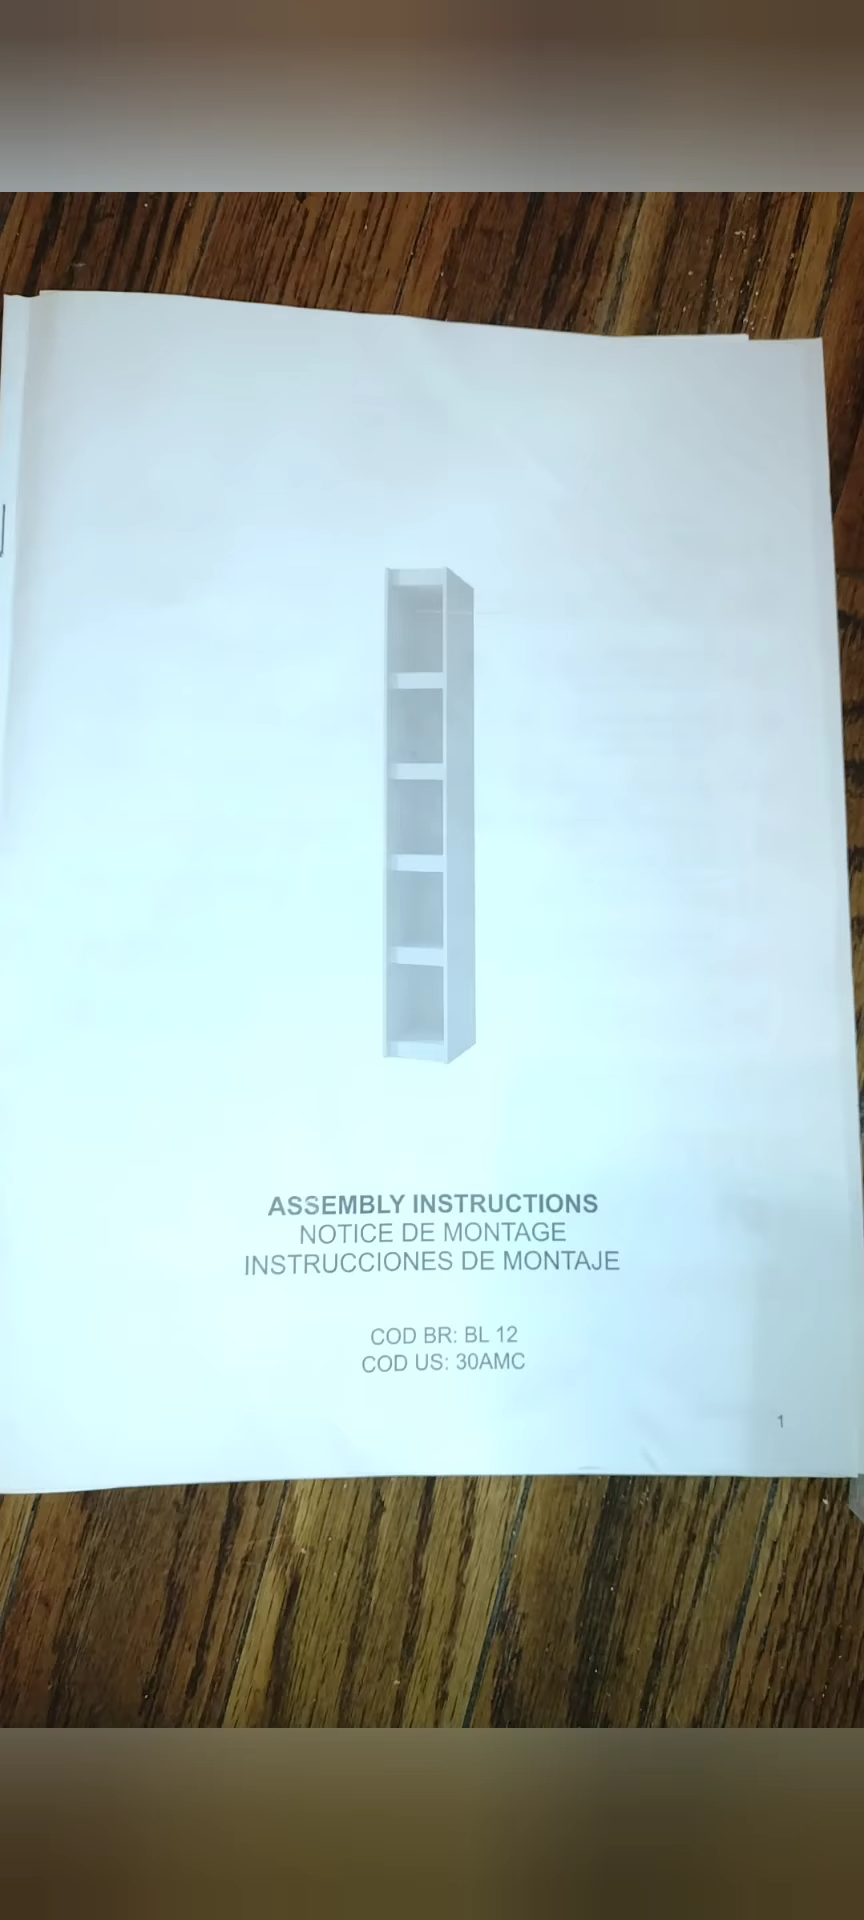 ASSEMBLY INSTRUCTIONS
NOTICE DE MONTAGE
INSTRUCCIONES DE MONTAJE
COD BR: BL 12
COD US: 30AMC
1